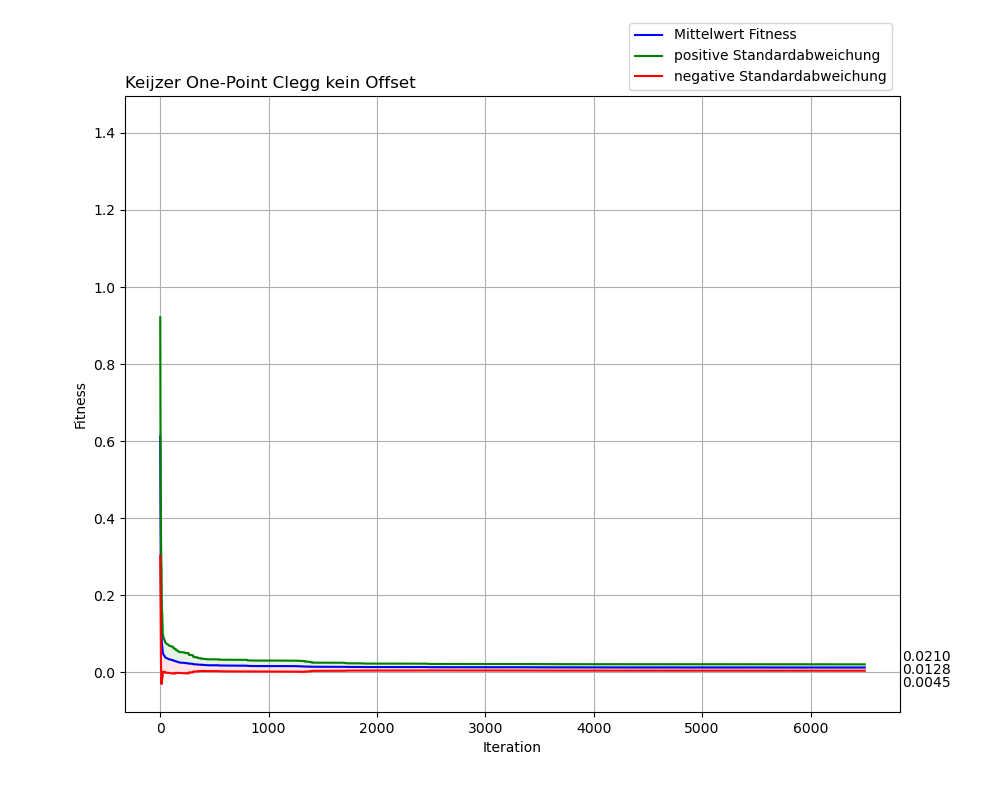 Mittelwert Fitness
positive Standardabweichung
negative Standardabweichung
Keijzer One-Point Clegg kein Offset
1.4
1.2
1.0
0.8
0.6
0.4
0.2
0.0
Fitness
0.0210
0.0128
0.0045
0 1000 2000 3000 4000 5000 6000
Iteration